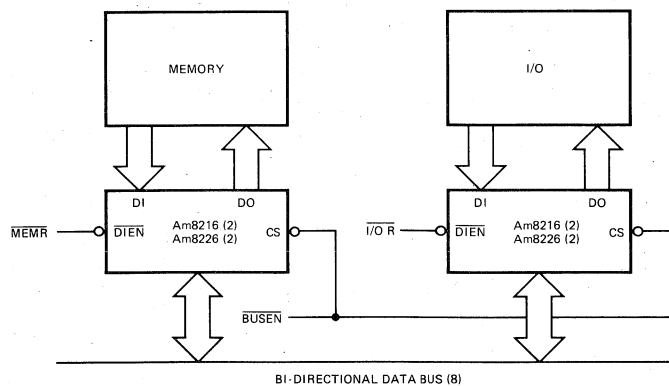 MEMORY
I/O
DI
DO
MEMR
DIEN
Am8216 (2)
Am8226 (2)
CS
DI
DO
I/O R
DIEN
Am8216 (2)
Am8226 (2)
CS
BUSEN
BI-DIRECTIONAL DATA BUS (8)